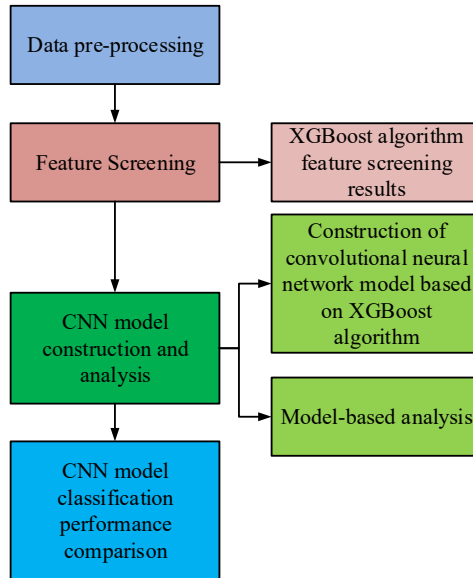 Data pre-processing
Feature Screening
XGBoost algorithm
feature screening
results
Construction of
convolutional neural
network model based
on XGBoost
algorithm
CNN model
construction and
analysis
Model-based analysis
CNN model
classification
performance
comparison